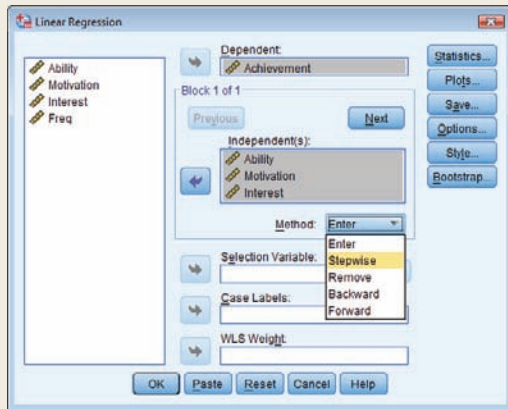 Linear Regression
Ability
Motivation
Interest
Freq
Dependent:
Achievement
Block 1 of 1
Previous
Next
Independent(s):
Ability
Motivation
Interest
Method:
Enter
Enter
Stepwise
Remove
Backward
Forward
Selection Variable:
Case Labels:
WLS Weight:
Statistics...
Plots...
Save...
Options...
Style...
Bootstrap...
OK
Paste
Reset
Cancel
Help